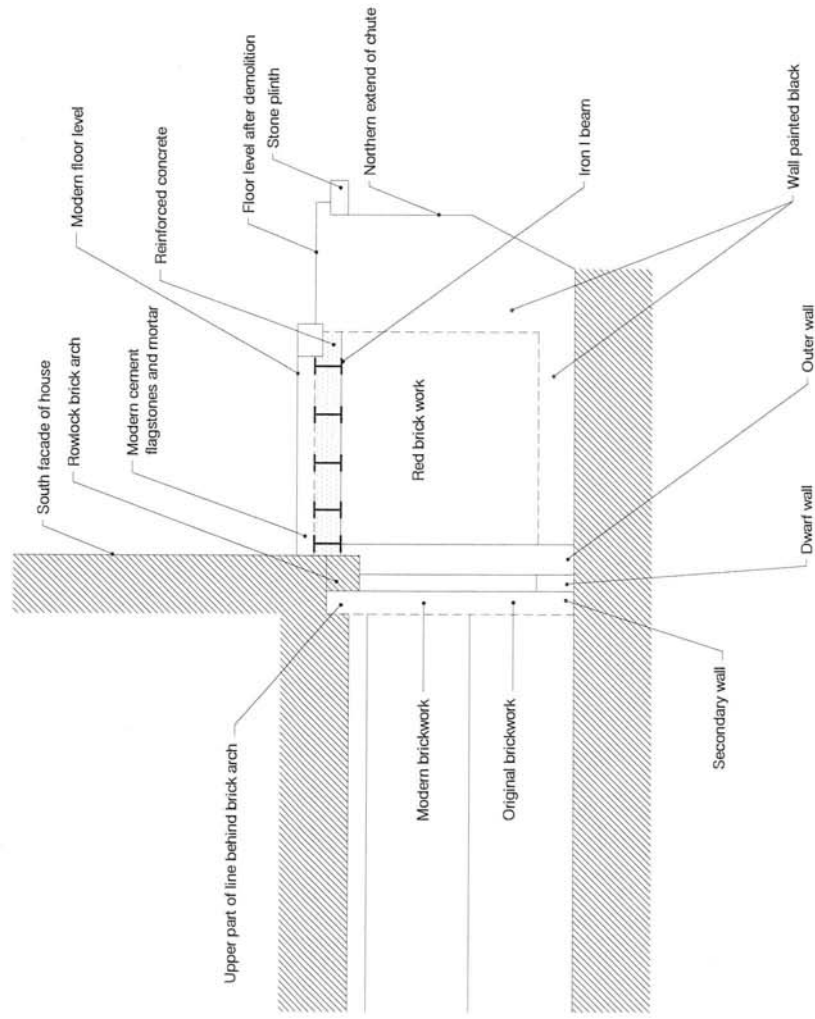 South facade of house
Rowlock brick arch
Modern cement
flagstones and mortar
Modern floor level
Reinforced concrete
Floor level after demolition
Stone plinth
Northern extend of chute
Iron I beam
Wall painted black
Red brick work
Upper part of line behind brick arch
Modern brickwork
Original brickwork
Secondary wall
Dwarf wall
Outer wall